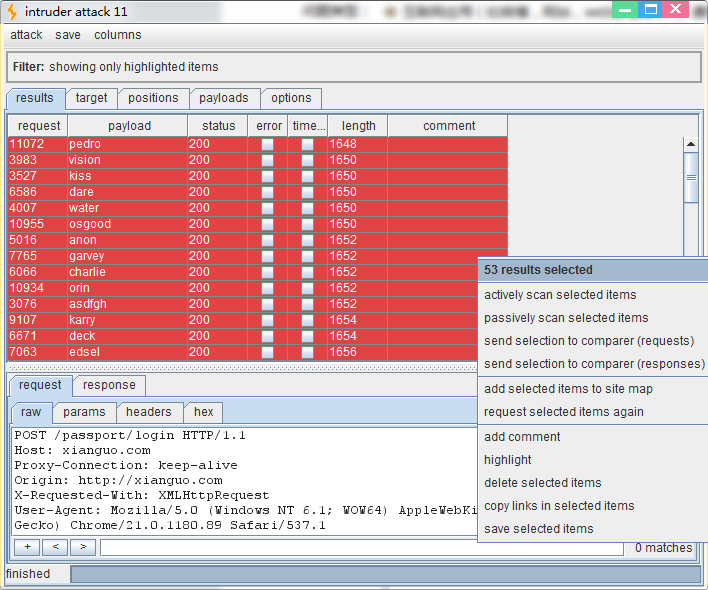 intruder attack 11
attack save columns
Filter: showing only highlighted items
results target positions payloads options
request payload status error time... length comment
11072 pedro 200 1648
3983 vision 200 1650
3527 kiss 200 1650
6586 dare 200 1650
4007 water 200 1650
10955 osgood 200 1650
5016 anon 200 1652
7765 garvey 200 1652
6066 charlie 200 1652
10934 orin 200 1652
3076 asdfgh 200 1652
9107 karry 200 1654
6671 deck 200 1654
7063 edsel 200 1656
53 results selected
actively scan selected items
passively scan selected items
send selection to comparer (requests)
send selection to comparer (responses)
add selected items to site map
request selected items again
add comment
highlight
delete selected items
copy links in selected items
save selected items
request response
raw params headers hex
POST /passport/login HTTP/1.1
Host: xianguo.com
Proxy-Connection: keep-alive
Origin: http://xianguo.com
X-Requested-With: XMLHttpRequest
User-Agent: Mozilla/5.0 (Windows NT 6.1; WOW64) AppleWebKi
Gecko) Chrome/21.0.1180.89 Safari/537.1
+ < > 0 matches
finished